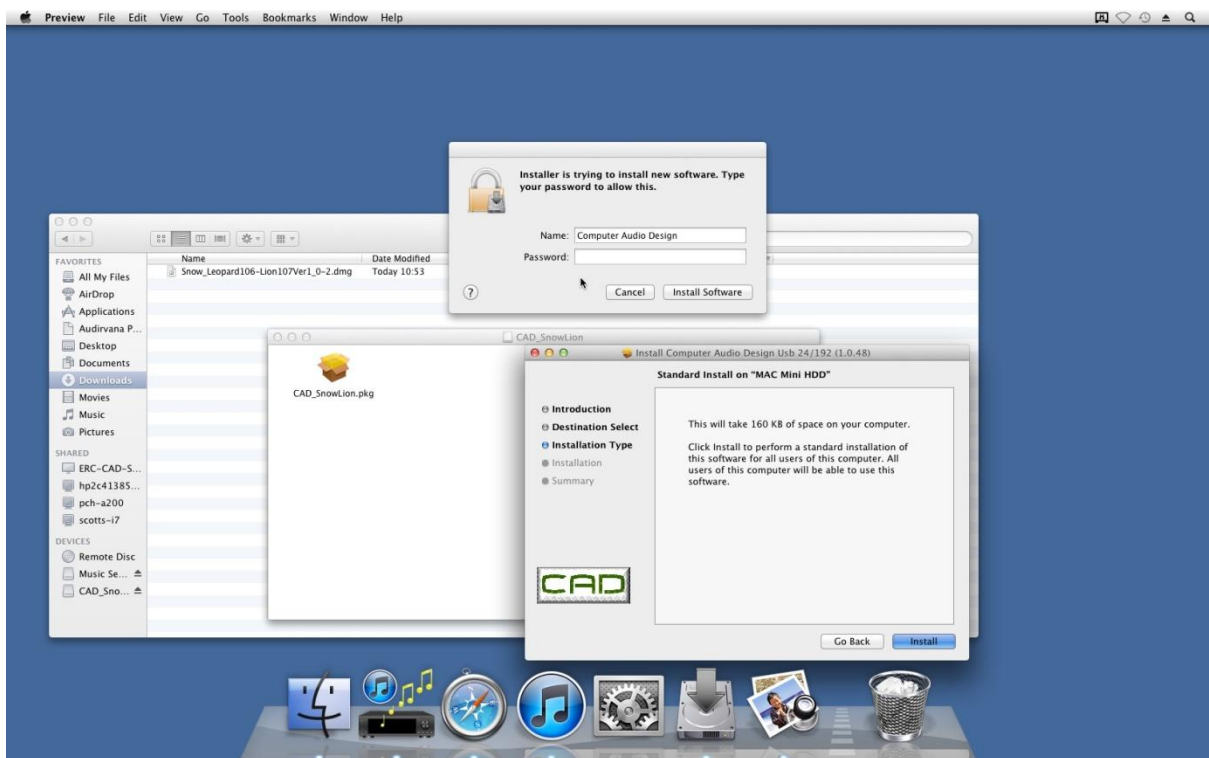 Preview File Edit View Go Tools Bookmarks Window Help
Installer is trying to install new software. Type
your password to allow this.
Name: Computer Audio Design
Password:
?
Cancel Install Software
Name Date Modified
Snow_Leopard106-Lion107Ver1_0-2.dmg Today 10:53
FAVORITES
All My Files
AirDrop
Applications
Audirvana P...
Desktop
Documents
Downloads
Movies
Music
Pictures
SHARED
ERC-CAD-S...
hp2c41385...
pch-a200
scotts-i7
DEVICES
Remote Disc
Music Se...
CAD_Sno...
CAD_SnowLion
CAD_SnowLion.pkg
Install Computer Audio Design Usb 24/192 (1.0.48)
Standard Install on "MAC Mini HDD"
Introduction
Destination Select
Installation Type
Installation
Summary
This will take 160 KB of space on your computer.
Click Install to perform a standard installation of
this software for all users of this computer. All
users of this computer will be able to use this
software.
CAD
Go Back Install